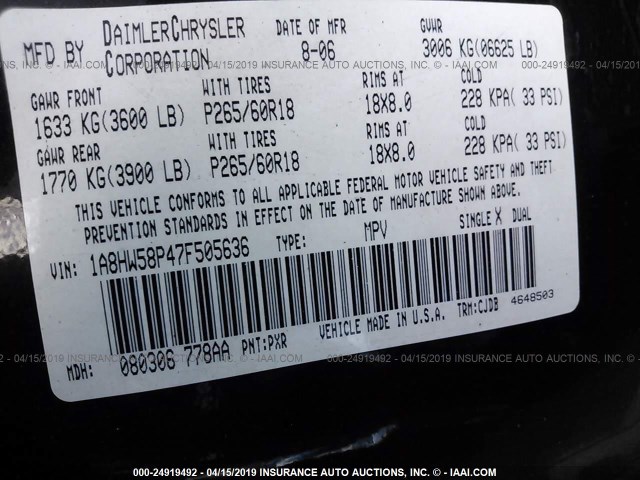 MFD BY DAIMLERCHRYSLER CORPORATION
DATE OF MFR 8-06
GVWR 3006 KG(06625 LB)
GAWR FRONT WITH TIRES RIMS AT COLD
1633 KG(3600 LB) P265/60R18 18X8.0 228 KPA( 33 PSI)
GAWR REAR WITH TIRES RIMS AT COLD
1770 KG(3900 LB) P265/60R18 18X8.0 228 KPA( 33 PSI)
THIS VEHICLE CONFORMS TO ALL APPLICABLE FEDERAL MOTOR VEHICLE SAFETY AND THEFT
PREVENTION STANDARDS IN EFFECT ON THE DATE OF MANUFACTURE SHOWN ABOVE.
VIN: 1A8HW58P47F505636 TYPE: MPV SINGLE X DUAL
MDH: 080306 778AA PNT:PXR VEHICLE MADE IN U.S.A. TRM:CJDB 4648503
000-24919492 - 04/15/2019 INSURANCE AUTO AUCTIONS, INC. - © - IAAI.COM